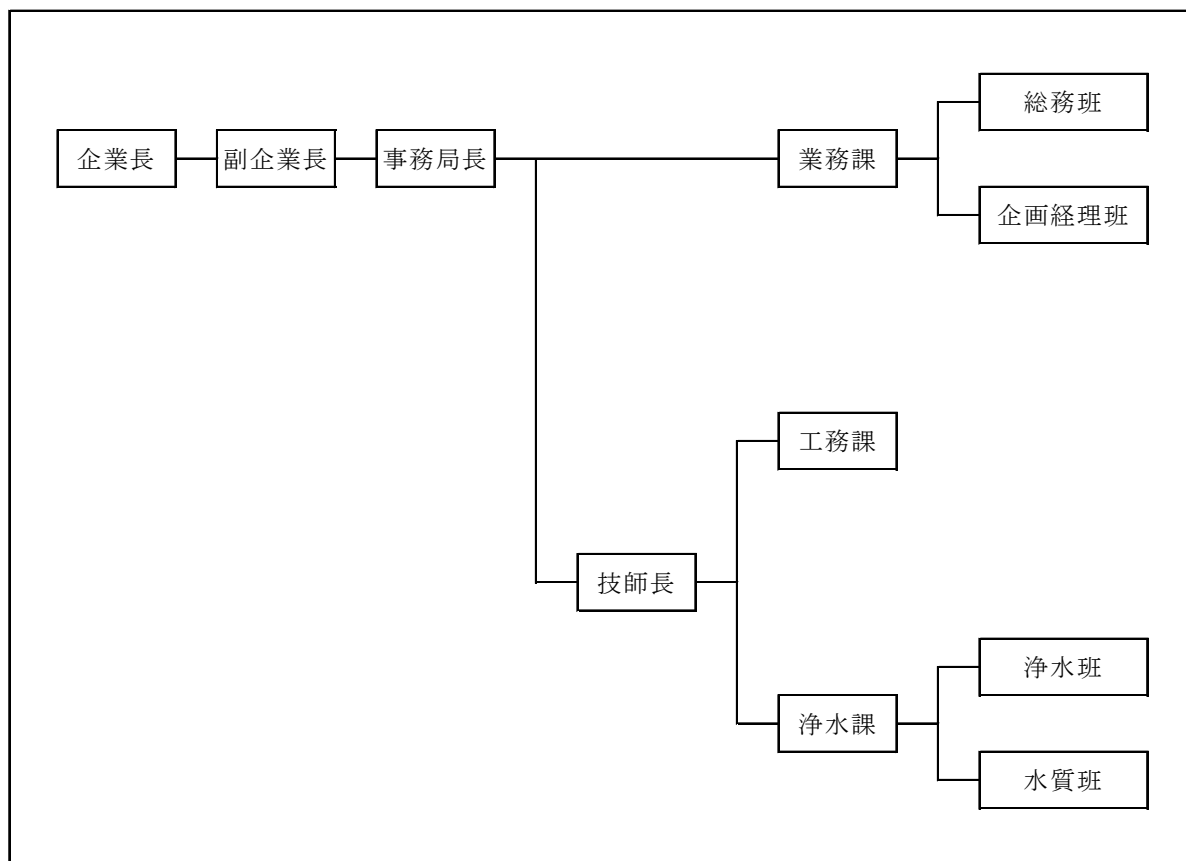 総務班
企業長
副企業長
事務局長
業務課
企画経理班
工務課
技師長
浄水班
浄水課
水質班